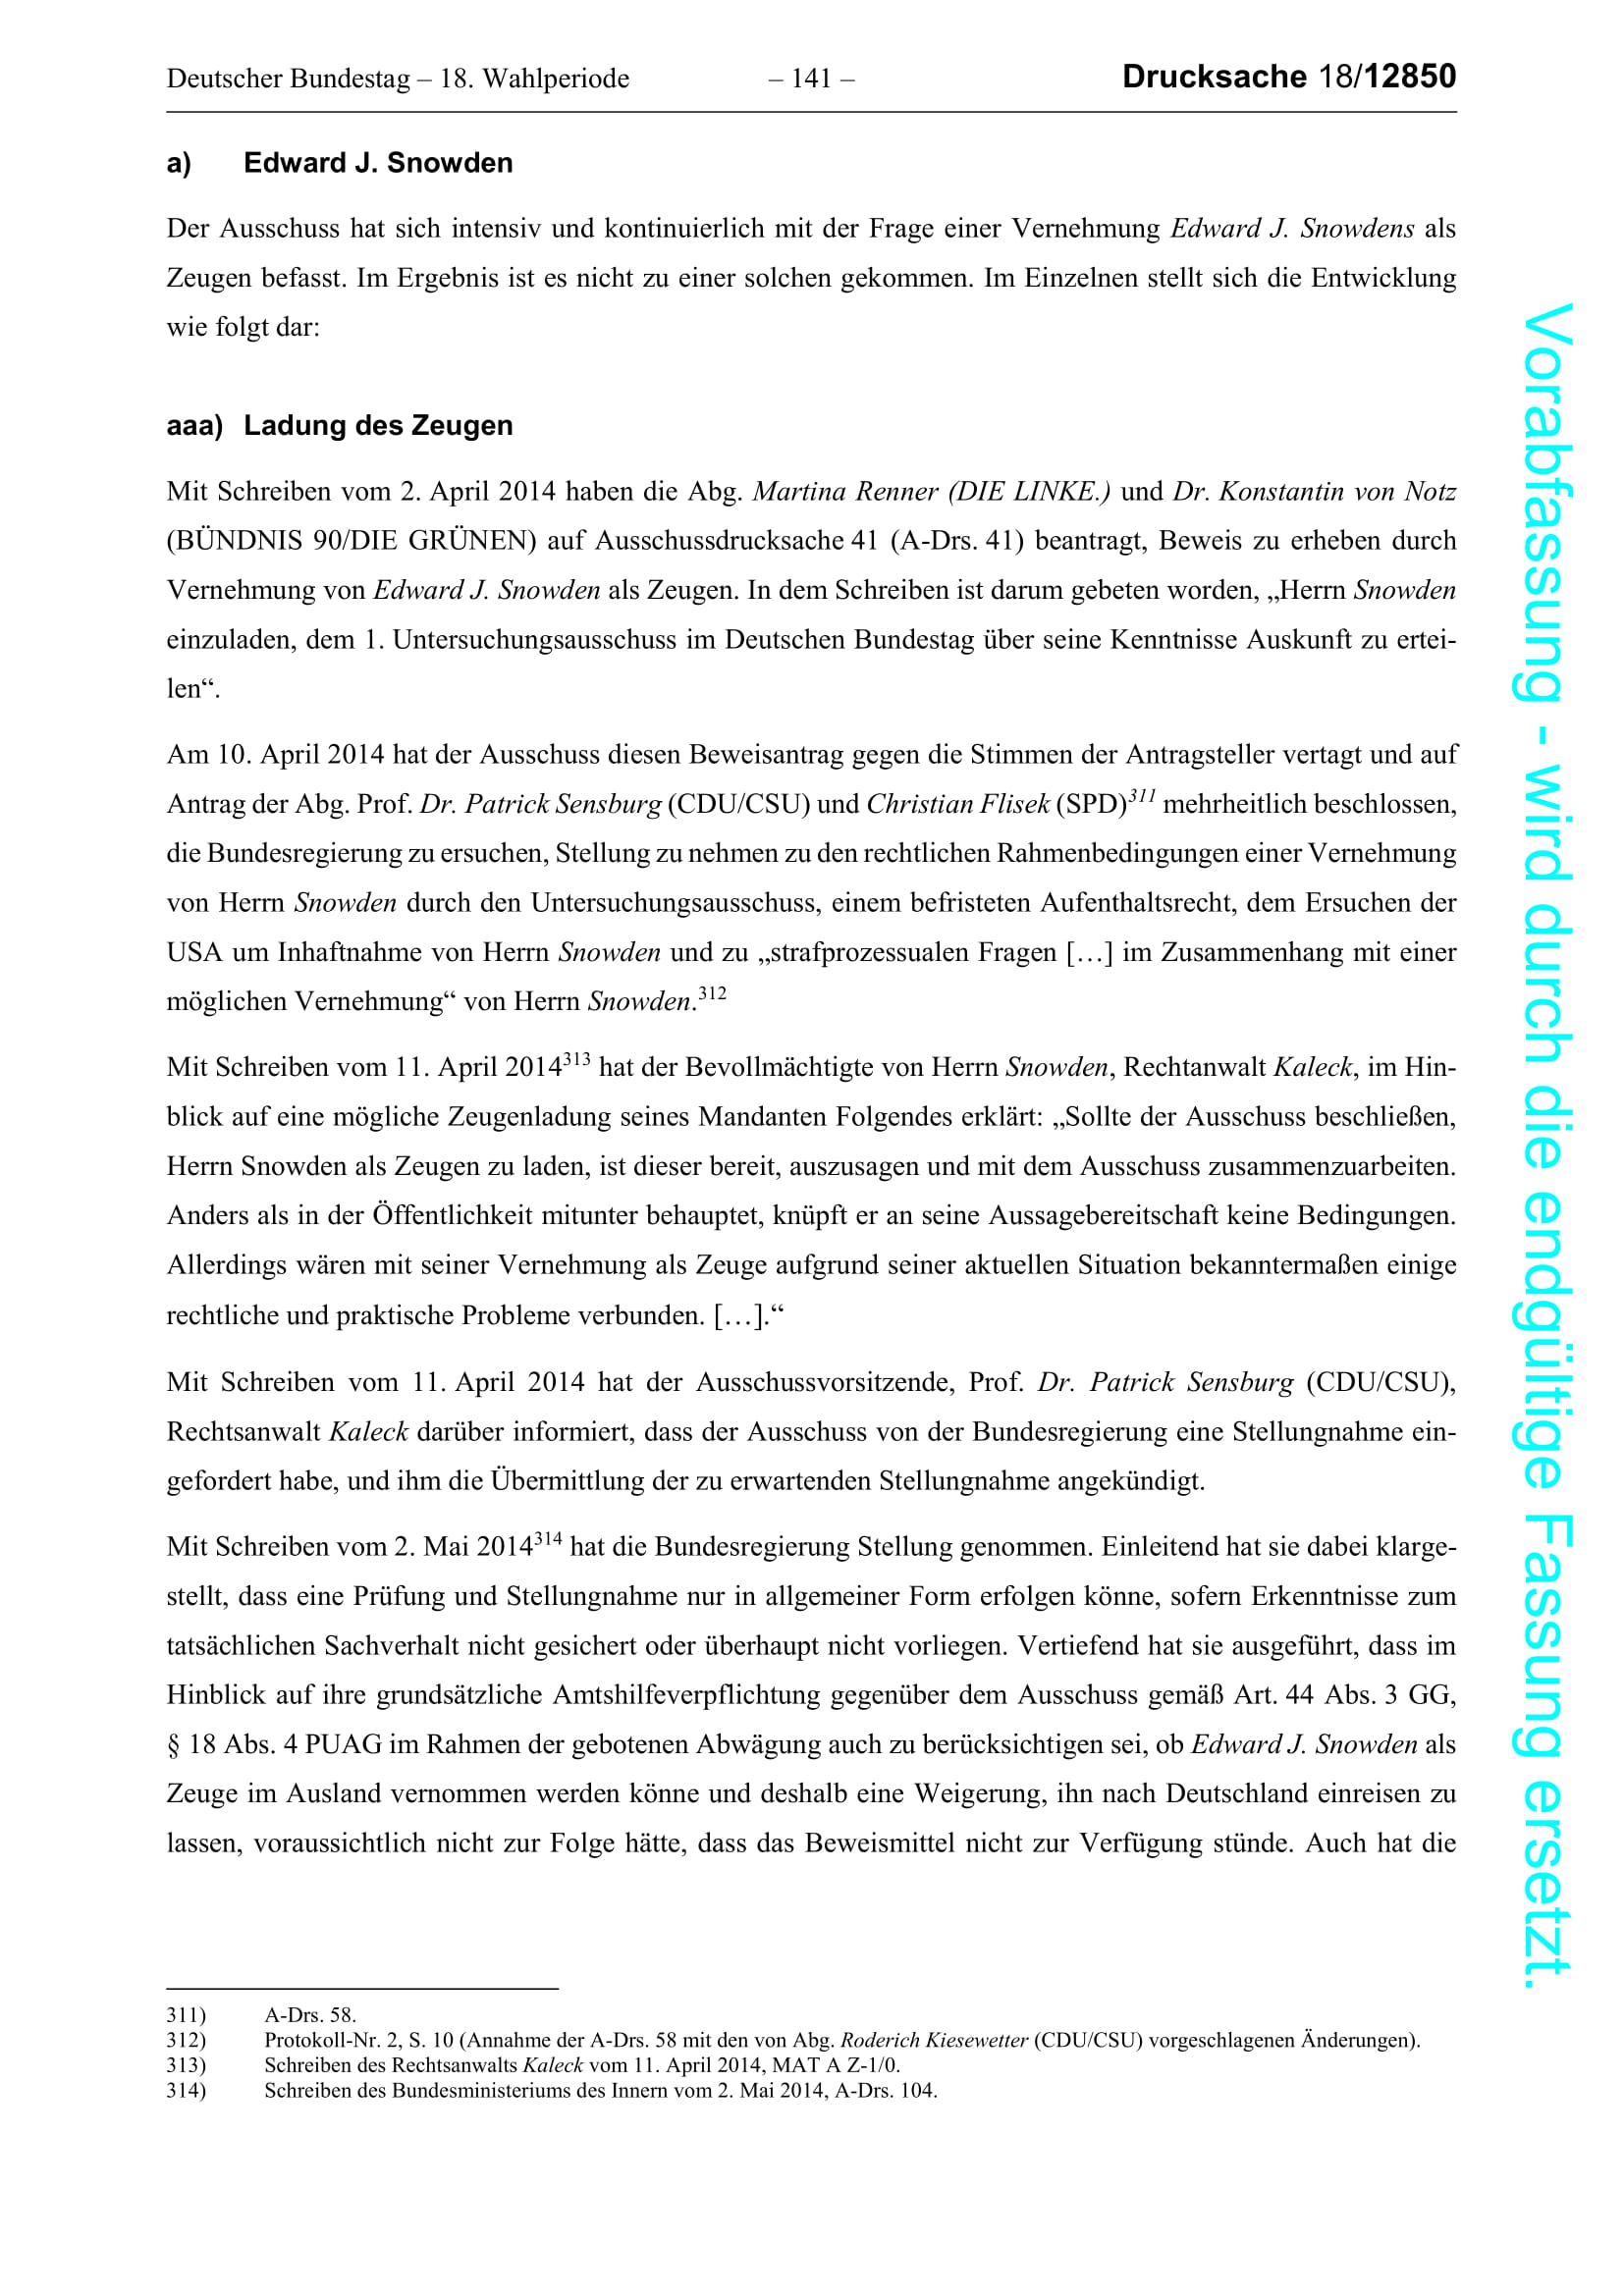 Deutscher Bundestag – 18. Wahlperiode – 141 – Drucksache 18/12850
a) Edward J. Snowden
Der Ausschuss hat sich intensiv und kontinuierlich mit der Frage einer Vernehmung Edward J. Snowdens als
Zeugen befasst. Im Ergebnis ist es nicht zu einer solchen gekommen. Im Einzelnen stellt sich die Entwicklung
wie folgt dar:
aaa) Ladung des Zeugen
Mit Schreiben vom 2. April 2014 haben die Abg. Martina Renner (DIE LINKE.) und Dr. Konstantin von Notz
(BÜNDNIS 90/DIE GRÜNEN) auf Ausschussdrucksache 41 (A-Drs. 41) beantragt, Beweis zu erheben durch
Vernehmung von Edward J. Snowden als Zeugen. In dem Schreiben ist darum gebeten worden, „Herrn Snowden
einzuladen, dem 1. Untersuchungsausschuss im Deutschen Bundestag über seine Kenntnisse Auskunft zu ertei-
len“.
Am 10. April 2014 hat der Ausschuss diesen Beweisantrag gegen die Stimmen der Antragsteller vertagt und auf
Antrag der Abg. Prof. Dr. Patrick Sensburg (CDU/CSU) und Christian Flisek (SPD)311 mehrheitlich beschlossen,
die Bundesregierung zu ersuchen, Stellung zu nehmen zu den rechtlichen Rahmenbedingungen einer Vernehmung
von Herrn Snowden durch den Untersuchungsausschuss, einem befristeten Aufenthaltsrecht, dem Ersuchen der
USA um Inhaftnahme von Herrn Snowden und zu „strafprozessualen Fragen […] im Zusammenhang mit einer
möglichen Vernehmung“ von Herrn Snowden.312
Mit Schreiben vom 11. April 2014313 hat der Bevollmächtigte von Herrn Snowden, Rechtanwalt Kaleck, im Hin-
blick auf eine mögliche Zeugenladung seines Mandanten Folgendes erklärt: „Sollte der Ausschuss beschließen,
Herrn Snowden als Zeugen zu laden, ist dieser bereit, auszusagen und mit dem Ausschuss zusammenzuarbeiten.
Anders als in der Öffentlichkeit mitunter behauptet, knüpft er an seine Aussagebereitschaft keine Bedingungen.
Allerdings wären mit seiner Vernehmung als Zeuge aufgrund seiner aktuellen Situation bekanntermaßen einige
rechtliche und praktische Probleme verbunden. […].“
Mit Schreiben vom 11. April 2014 hat der Ausschussvorsitzende, Prof. Dr. Patrick Sensburg (CDU/CSU),
Rechtsanwalt Kaleck darüber informiert, dass der Ausschuss von der Bundesregierung eine Stellungnahme ein-
gefordert habe, und ihm die Übermittlung der zu erwartenden Stellungnahme angekündigt.
Mit Schreiben vom 2. Mai 2014314 hat die Bundesregierung Stellung genommen. Einleitend hat sie dabei klarge-
stellt, dass eine Prüfung und Stellungnahme nur in allgemeiner Form erfolgen könne, sofern Erkenntnisse zum
tatsächlichen Sachverhalt nicht gesichert oder überhaupt nicht vorliegen. Vertiefend hat sie ausgeführt, dass im
Hinblick auf ihre grundsätzliche Amtshilfeverpflichtung gegenüber dem Ausschuss gemäß Art. 44 Abs. 3 GG,
§ 18 Abs. 4 PUAG im Rahmen der gebotenen Abwägung auch zu berücksichtigen sei, ob Edward J. Snowden als
Zeuge im Ausland vernommen werden könne und deshalb eine Weigerung, ihn nach Deutschland einreisen zu
lassen, voraussichtlich nicht zur Folge hätte, dass das Beweismittel nicht zur Verfügung stünde. Auch hat die
311) A-Drs. 58.
312) Protokoll-Nr. 2, S. 10 (Annahme der A-Drs. 58 mit den von Abg. Roderich Kiesewetter (CDU/CSU) vorgeschlagenen Änderungen).
313) Schreiben des Rechtsanwalts Kaleck vom 11. April 2014, MAT A Z-1/0.
314) Schreiben des Bundesministeriums des Innern vom 2. Mai 2014, A-Drs. 104.
Vorabfassung - wird durch die endgültige Fassung ersetzt.